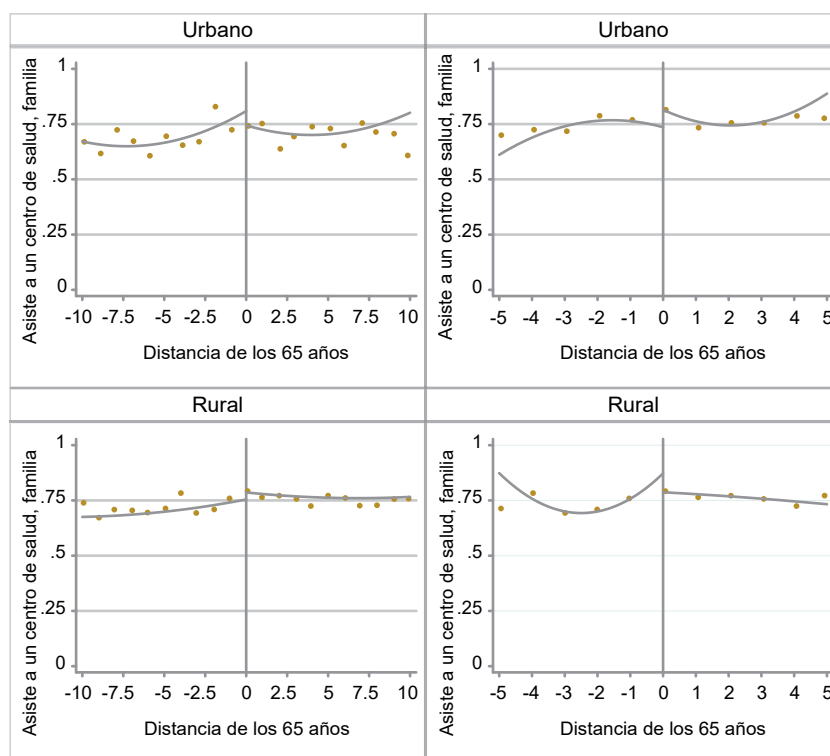 Urbano
Asiste a un centro de salud, familia
1
.75
.5
.25
0
-10 -7.5 -5 -2.5 0 2.5 5 7.5 10
Distancia de los 65 años
Urbano
Asiste a un centro de salud, familia
1
.75
.5
.25
0
-5 -4 -3 -2 -1 0 1 2 3 4 5
Distancia de los 65 años
Rural
Asiste a un centro de salud, familia
1
.75
.5
.25
0
-10 -7.5 -5 -2.5 0 2.5 5 7.5 10
Distancia de los 65 años
Rural
Asiste a un centro de salud, familia
1
.75
.5
.25
0
-5 -4 -3 -2 -1 0 1 2 3 4 5
Distancia de los 65 años